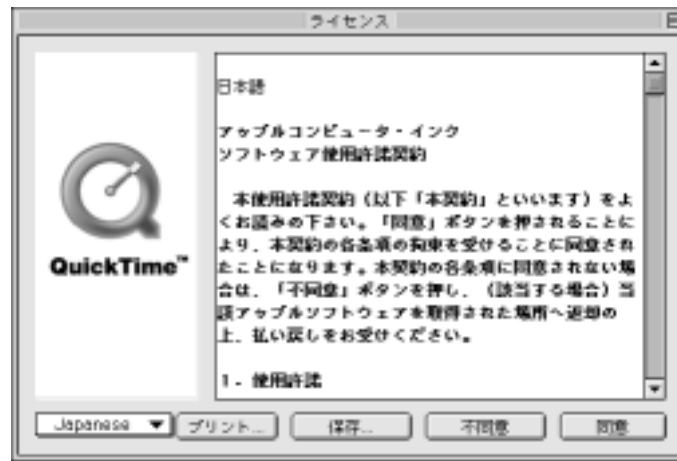 ライセンス
日本語
アップルコンピュータ・インク
ソフトウェア使用許諾契約
本使用許諾契約（以下「本契約」といいます）をよ
くお読みの下さい。「同意」ボタンを押されることに
より、本契約の各条項の拘束を受けることに同意され
たことになります。本契約の各条項に同意されない場
合は、「不同意」ボタンを押し、（該当する場合）当
該アップルソフトウェアを取得された場所へ返却の
上、払い戻しをお受けください。
1. 使用許諾
QuickTime™
Japanese
プリント...
保存...
不同意
同意